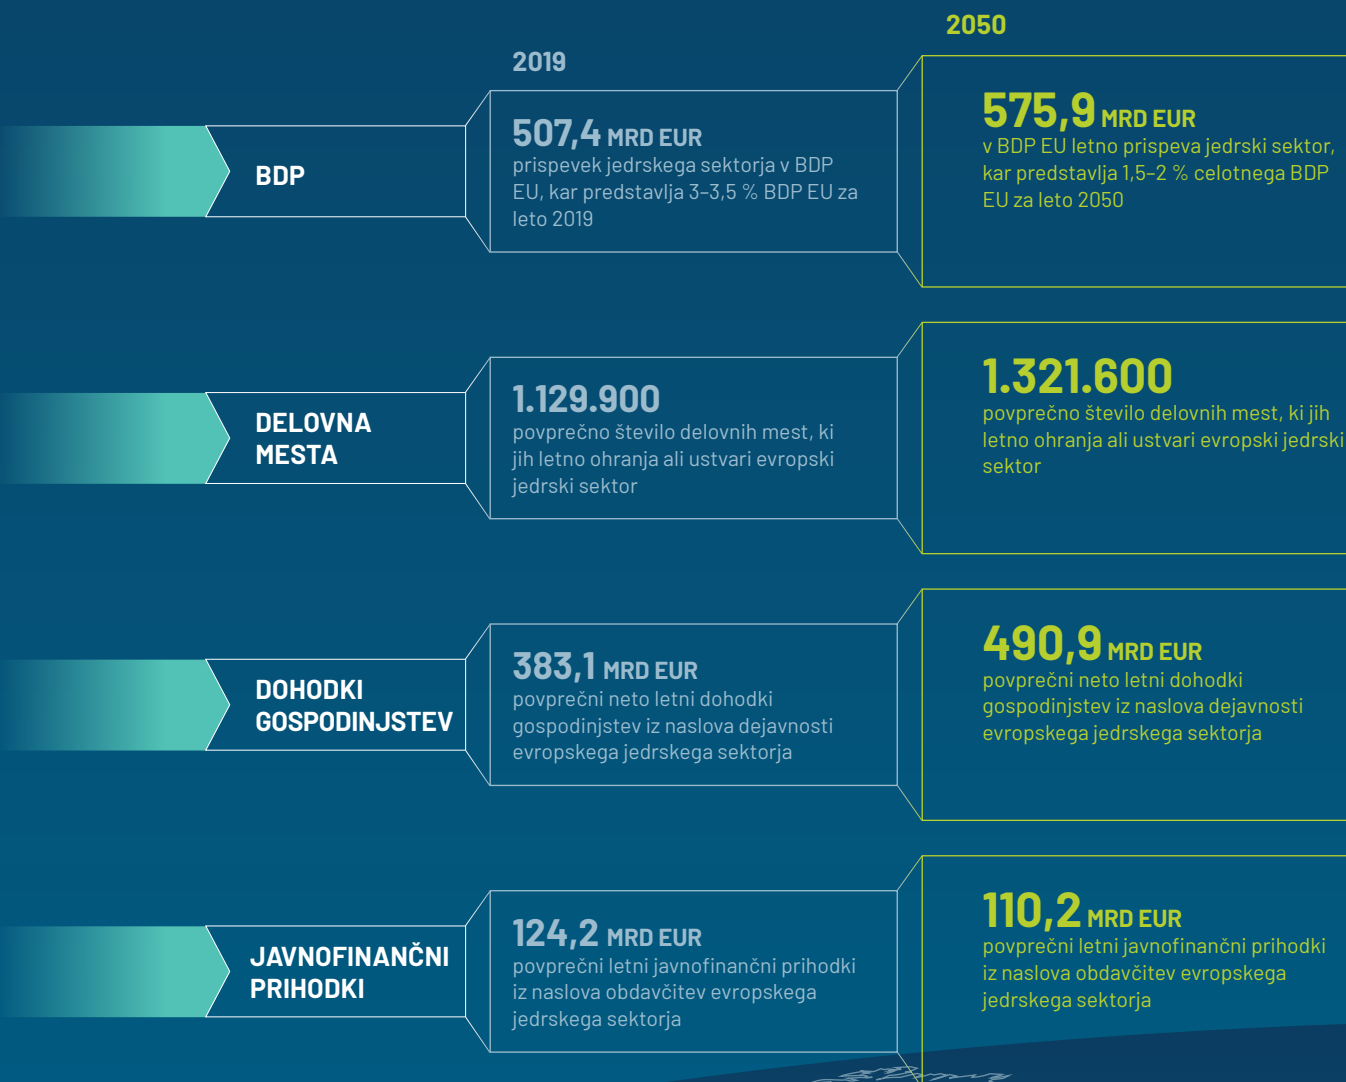 2019
2050
BDP
507,4 MRD EUR
prispevek jedrskega sektorja v BDP
EU, kar predstavlja 3–3,5 % BDP EU za
leto 2019
575,9 MRD EUR
v BDP EU letno prispeva jedrski sektor,
kar predstavlja 1,5–2 % celotnega BDP
EU za leto 2050
DELOVNA
MESTA
1.129.900
povprečno število delovnih mest, ki
jih letno ohranja ali ustvari evropski
jedrski sektor
1.321.600
povprečno število delovnih mest, ki jih
letno ohranja ali ustvari evropski jedrski
sektor
DOHODKI
GOSPODINJSTEV
383,1 MRD EUR
povprečni neto letni dohodki
gospodinjstev iz naslova dejavnosti
evropskega jedrskega sektorja
490,9 MRD EUR
povprečni neto letni dohodki
gospodinjstev iz naslova dejavnosti
evropskega jedrskega sektorja
JAVNOFINANČNI
PRIHODKI
124,2 MRD EUR
povprečni letni javnofinančni prihodki
iz naslova obdavčitev evropskega
jedrskega sektorja
110,2 MRD EUR
povprečni letni javnofinančni prihodki
iz naslova obdavčitev evropskega
jedrskega sektorja